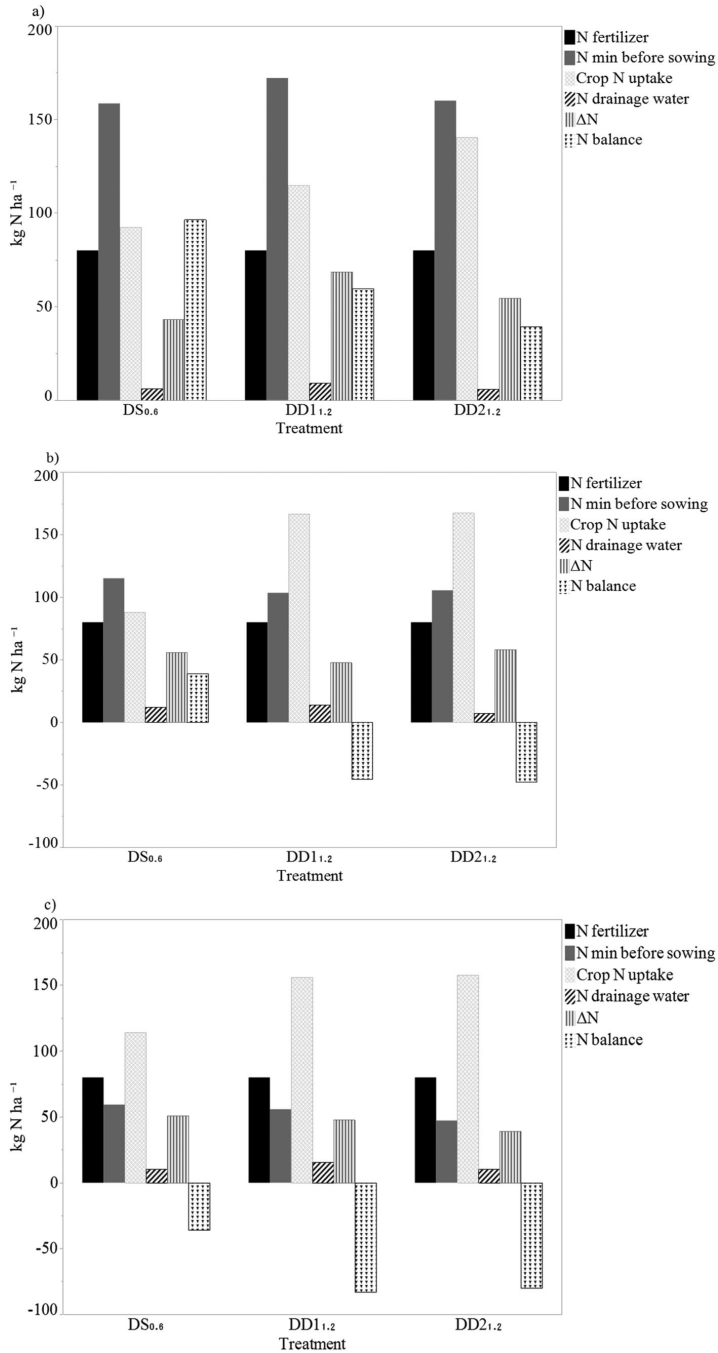 a)
200
150
100
50
0
kg N ha ⁻¹
DS₀.₆ DD1₁.₂ DD2₁.₂
Treatment
N fertilizer
N min before sowing
Crop N uptake
N drainage water
ΔN
N balance
b)
200
150
100
50
0
-50
-100
kg N ha ⁻¹
DS₀.₆ DD1₁.₂ DD2₁.₂
Treatment
N fertilizer
N min before sowing
Crop N uptake
N drainage water
ΔN
N balance
c)
200
150
100
50
0
-50
-100
kg N ha ⁻¹
DS₀.₆ DD1₁.₂ DD2₁.₂
Treatment
N fertilizer
N min before sowing
Crop N uptake
N drainage water
ΔN
N balance